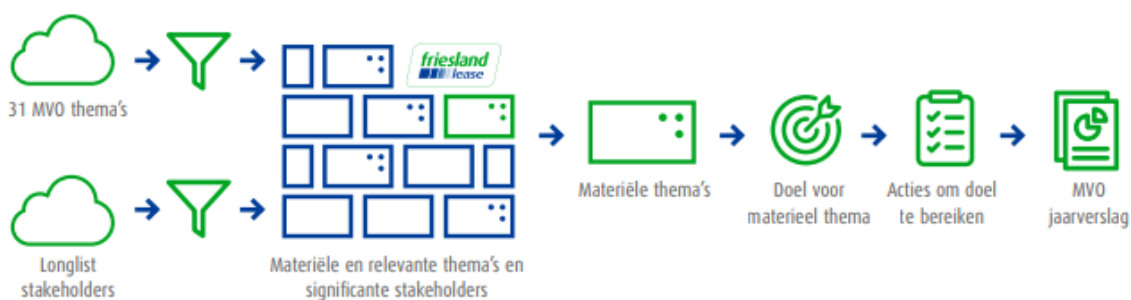 friesland
lease
31 MVO thema's
Longlist
stakeholders
Materiële en relevante thema's en
significante stakeholders
Materiële thema's
Doel voor
materieel thema
Acties om doel
te bereiken
MVO
jaarverslag